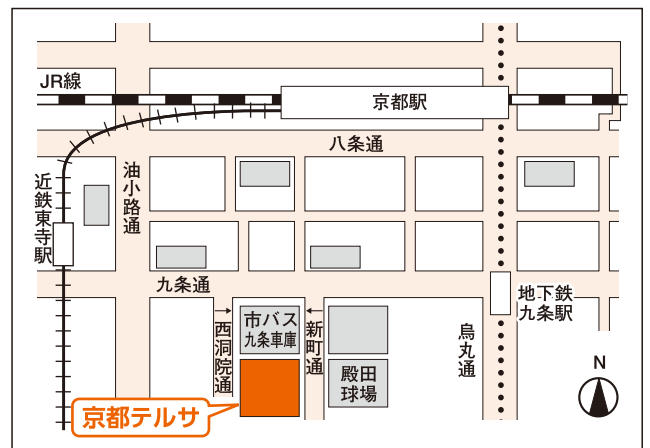 JR線
京都駅
八条通
油小路通
近鉄東寺駅
九条通
地下鉄
九条駅
市バス
九条車庫
西洞院通
新町通
烏丸通
殿田
球場
京都テルサ
N